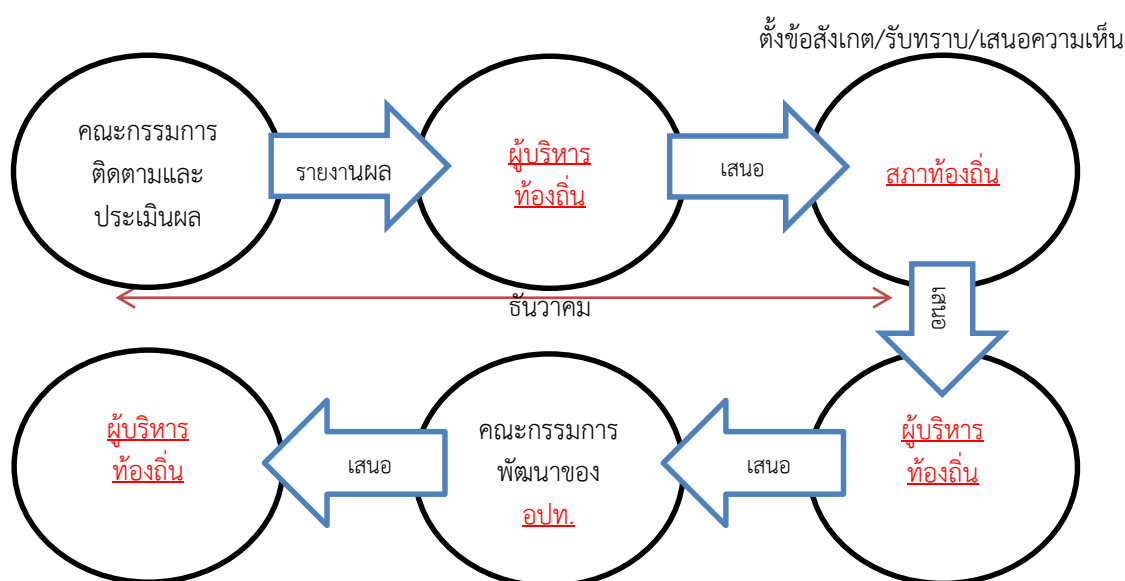 ตั้งข้อสังเกต/รับทราบ/เสนอความเห็น
คณะกรรมการ
ติดตามและ
ประเมินผล
รายงานผล
ผู้บริหาร
ท้องถิ่น
เสนอ
สภาท้องถิ่น
ธันวาคม
เสนอ
ผู้บริหาร
ท้องถิ่น
เสนอ
คณะกรรมการ
พัฒนาของ
อปท.
เสนอ
ผู้บริหาร
ท้องถิ่น